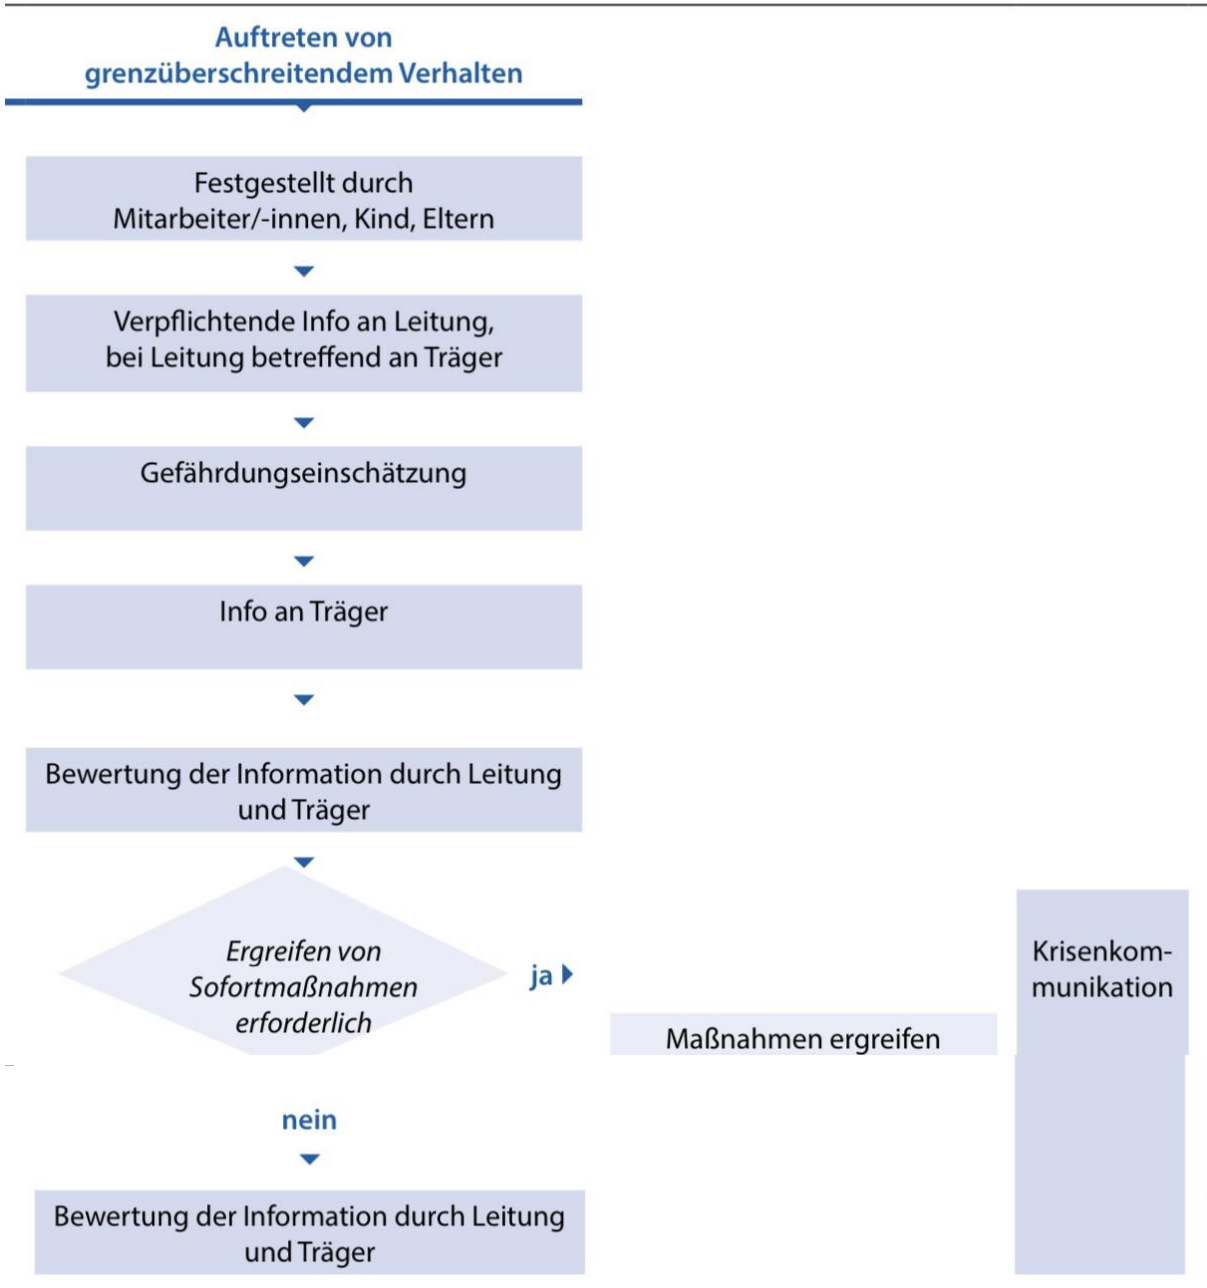 Auftreten von
grenzüberschreitendem Verhalten
Festgestellt durch
Mitarbeiter/-innen, Kind, Eltern
Verpflichtende Info an Leitung,
bei Leitung betreffend an Träger
Gefährdungseinschätzung
Info an Träger
Bewertung der Information durch Leitung
und Träger
Ergreifen von
Sofortmaßnahmen
erforderlich
ja
Maßnahmen ergreifen
Krisenkom-
munikation
nein
Bewertung der Information durch Leitung
und Träger